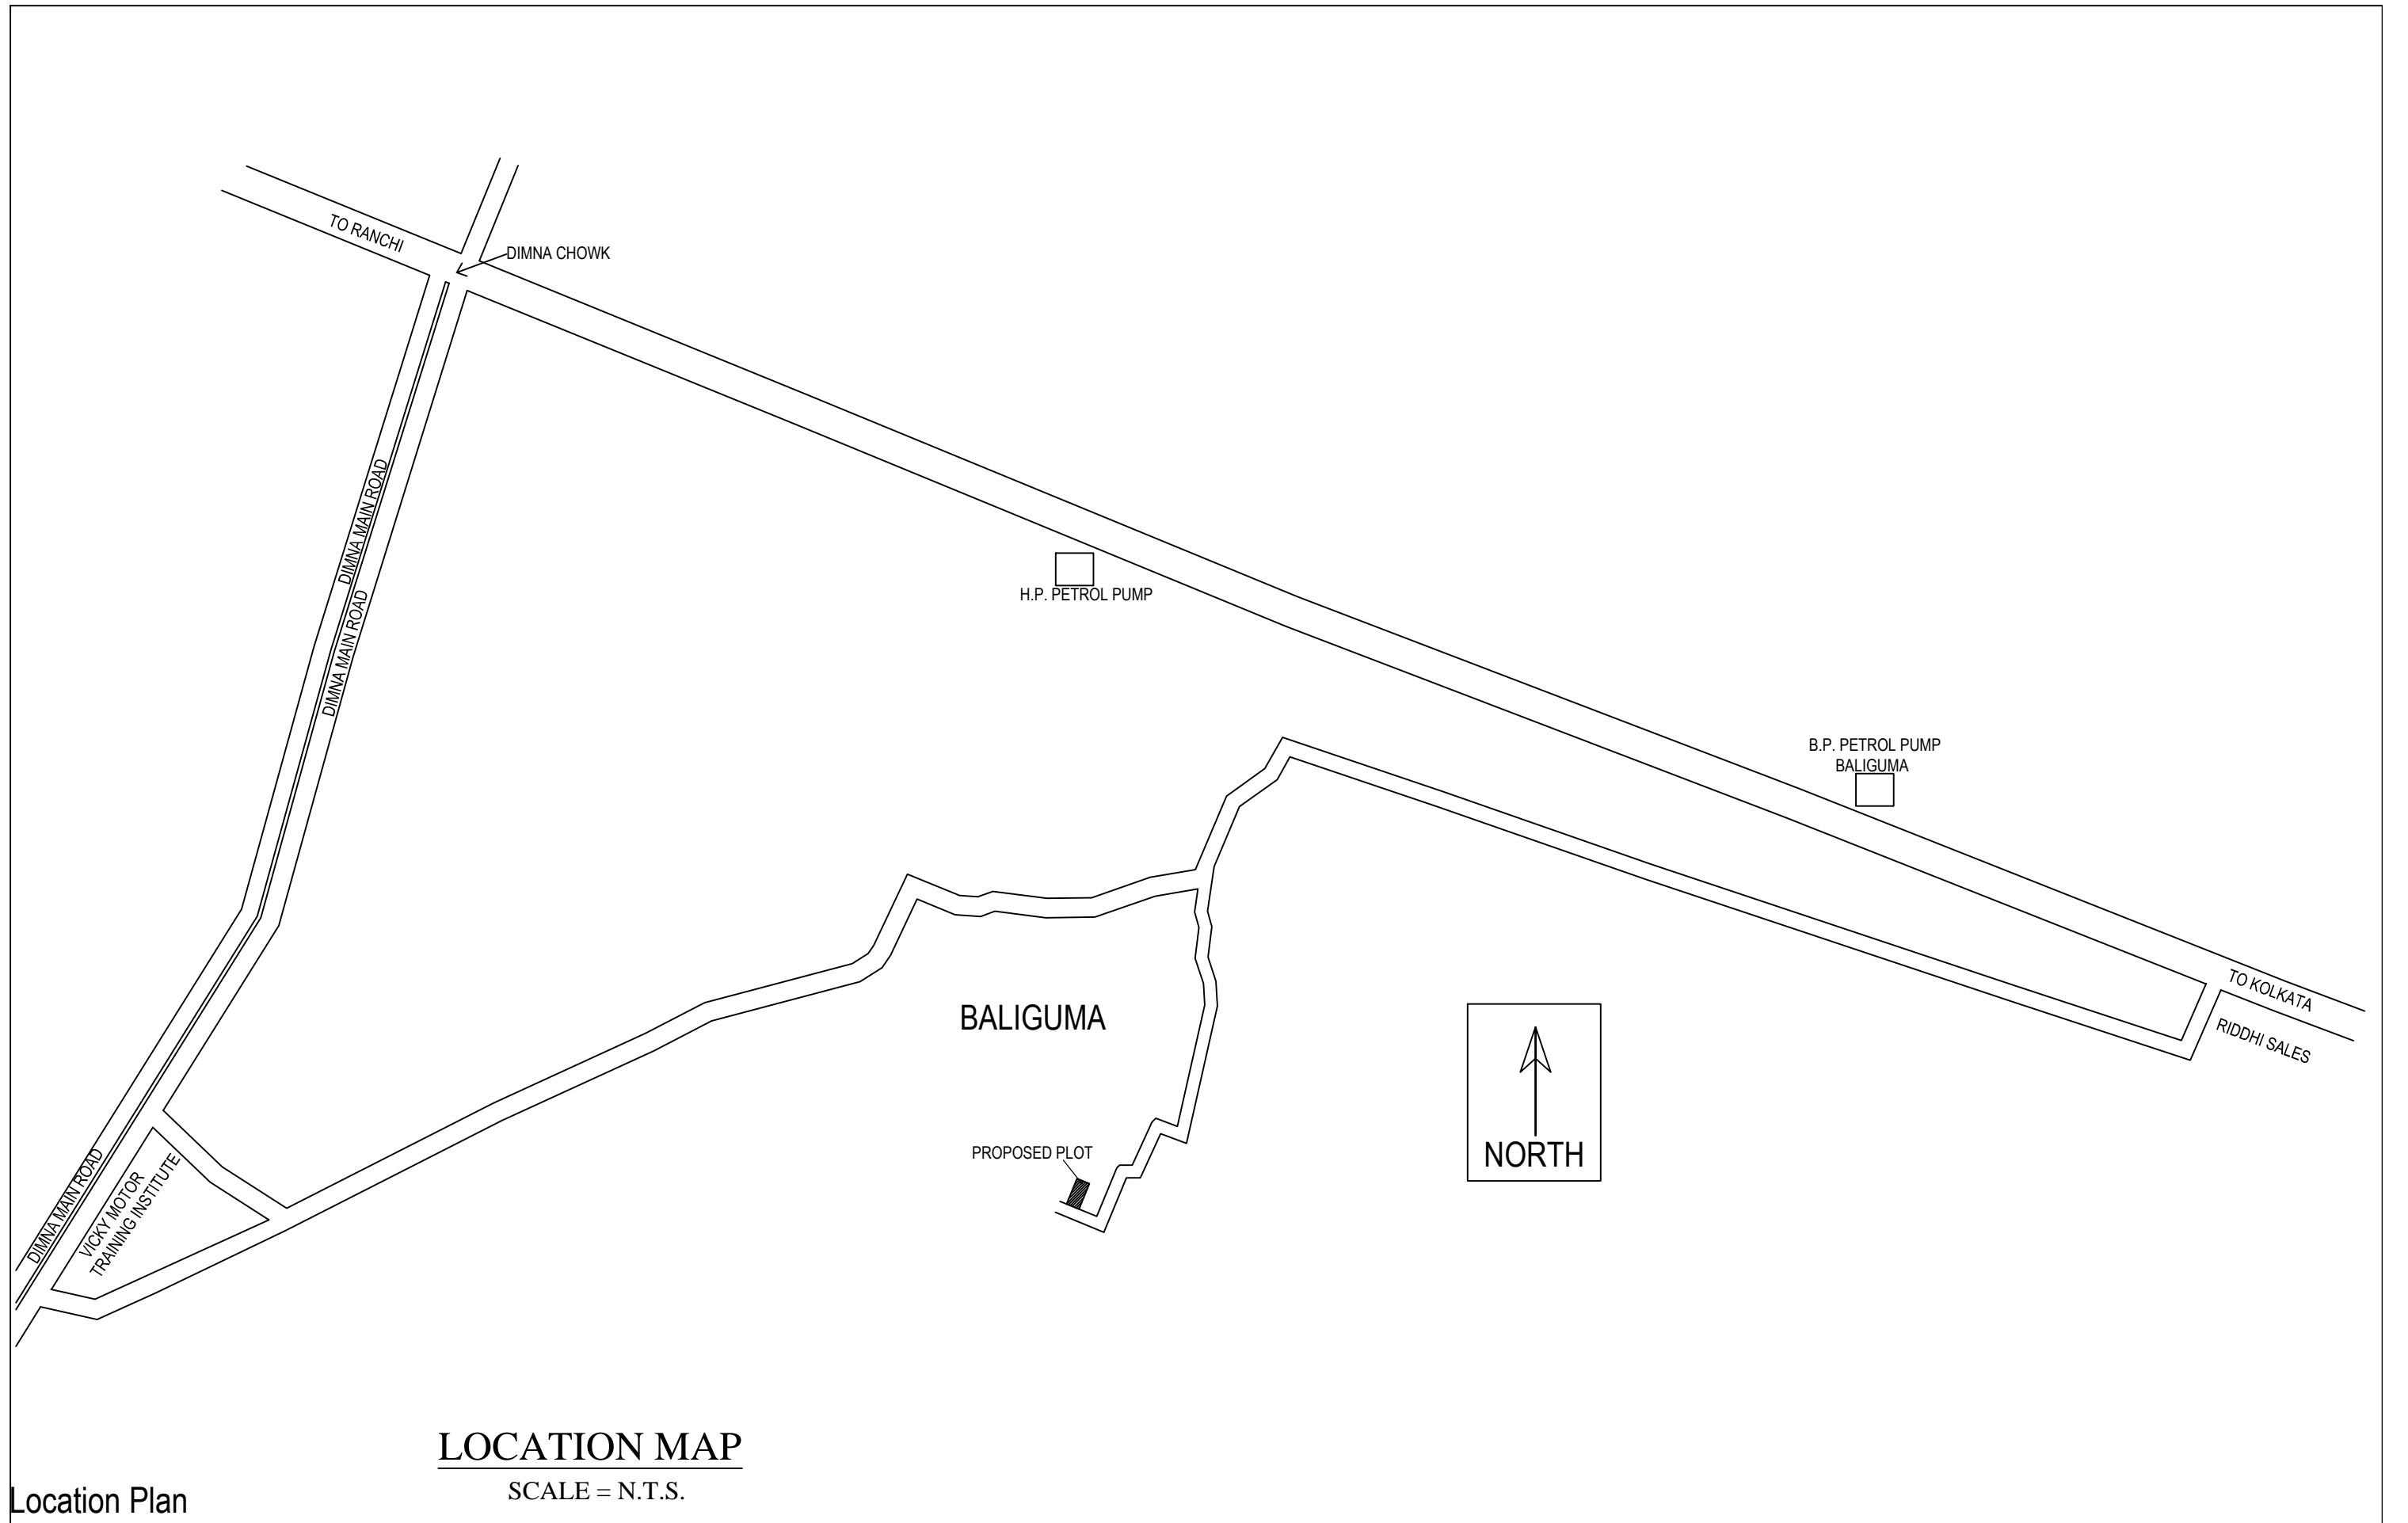 TO RANCHI
DIMNA CHOWK
DIMNA MAIN ROAD
DIMNA MAIN ROAD
H.P. PETROL PUMP
B.P. PETROL PUMP
BALIGUMA
TO KOLKATA
RIDDHI SALES
BALIGUMA
PROPOSED PLOT
NORTH
DIMNA MAIN ROAD
VICKY MOTOR
TRAINING INSTITUTE
LOCATION MAP
SCALE = N.T.S.
Location Plan